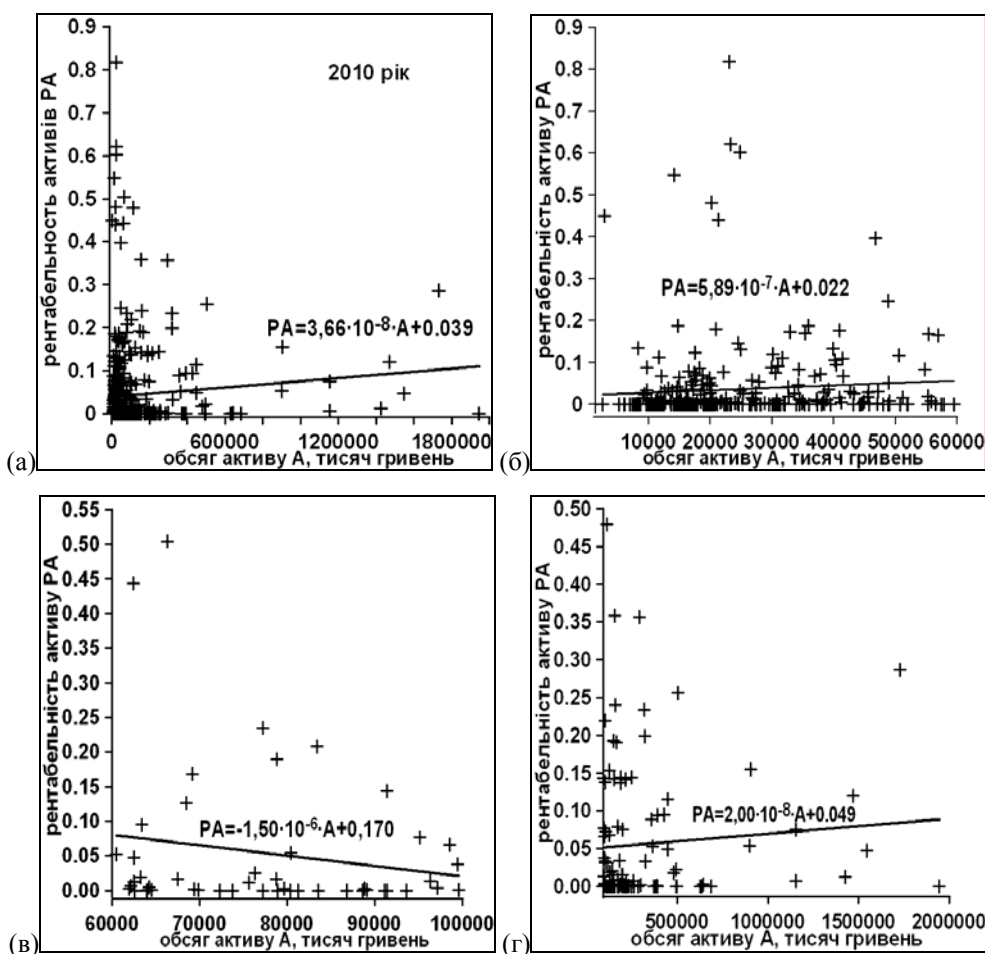 рентабельность активів РА
0.9
0.8
0.7
0.6
0.5
0.4
0.3
0.2
0.1
0
2010 рік
PA=3,66·10⁻⁸·A+0.039
0 600000 1200000 1800000
обсяг активу А, тисяч гривень
(а)
рентабельність активу РА
0.9
0.8
0.7
0.6
0.5
0.4
0.3
0.2
0.1
0
PA=5,89·10⁻⁷·A+0.022
10000 20000 30000 40000 50000 60000
обсяг активу А, тисяч гривень
(б)
рентабельність активу РА
0.55
0.50
0.45
0.40
0.35
0.30
0.25
0.20
0.15
0.10
0.05
0.00
PA=-1,50·10⁻⁶·A+0,170
60000 70000 80000 90000 100000
обсяг активу А, тисяч гривень
(в)
рентабельність активу РА
0.50
0.45
0.40
0.35
0.30
0.25
0.20
0.15
0.10
0.05
0.00
PA=2,00·10⁻⁸·A+0.049
500000 1000000 1500000 2000000
обсяг активу А, тисяч гривень
(г)